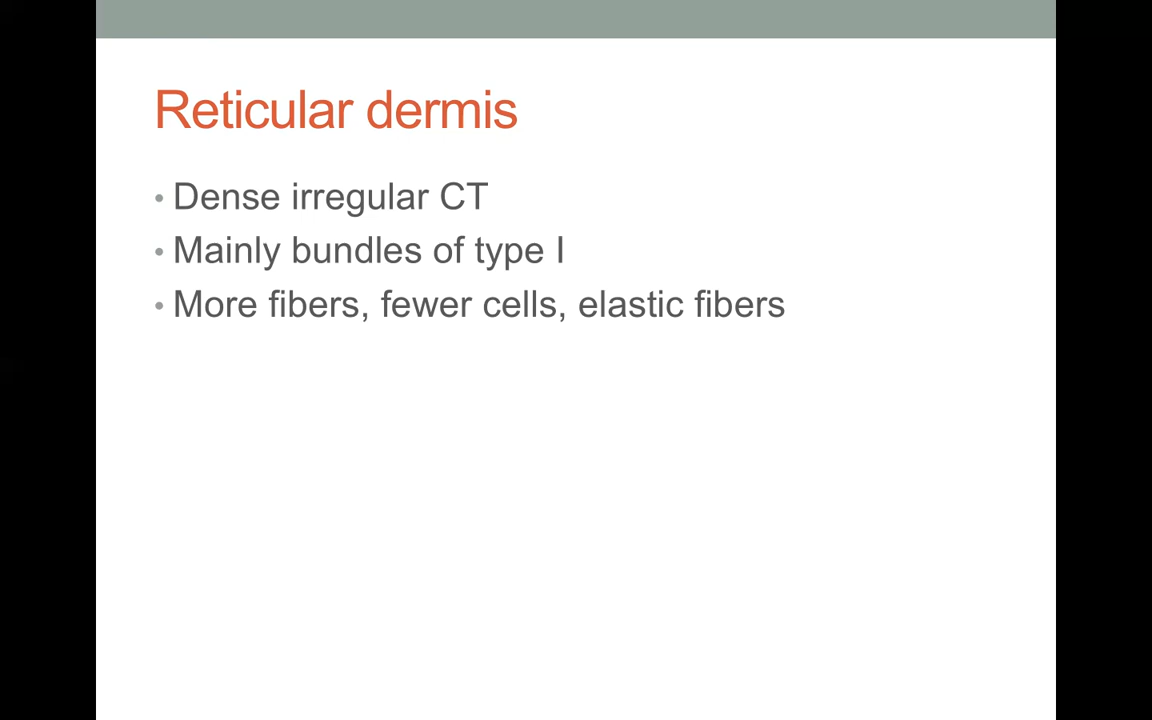 Reticular dermis
• Dense irregular CT
• Mainly bundles of type I
• More fibers, fewer cells, elastic fibers